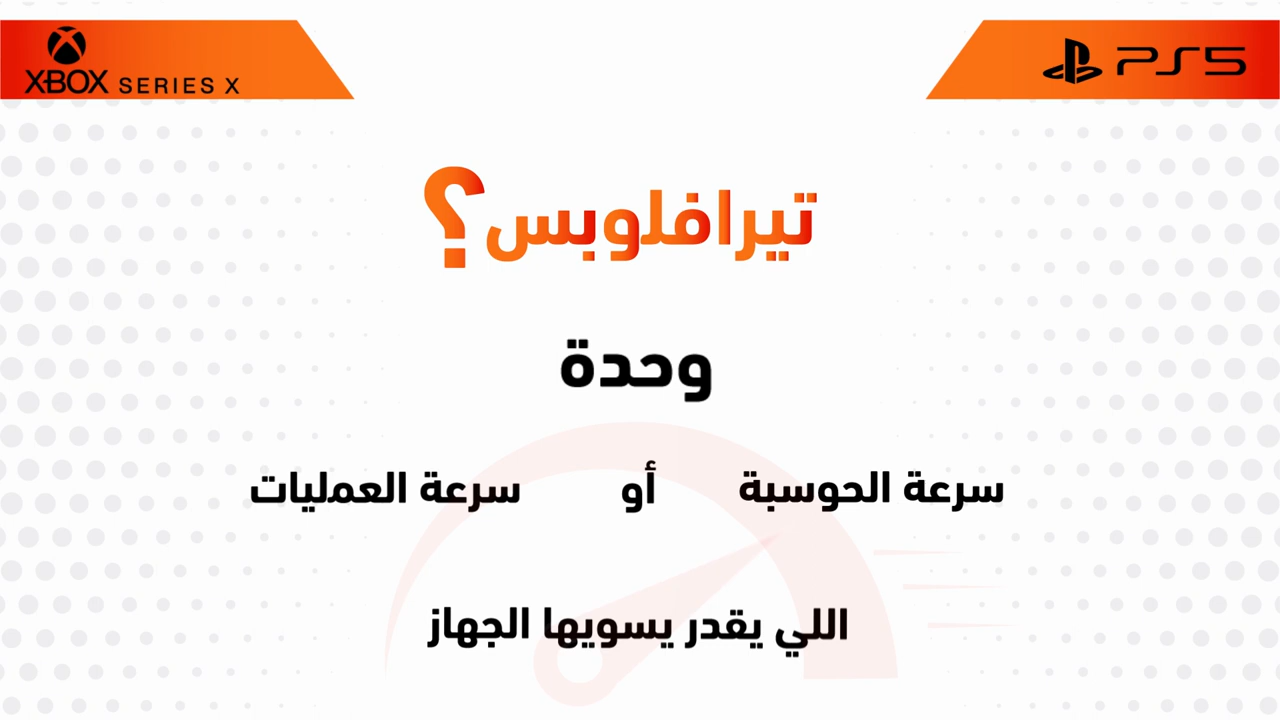 XBOX SERIES X
PS5
تيرافلوبس؟
وحدة
سرعة الحوسبة أو سرعة العمليات
اللي يقدر يسويها الجهاز